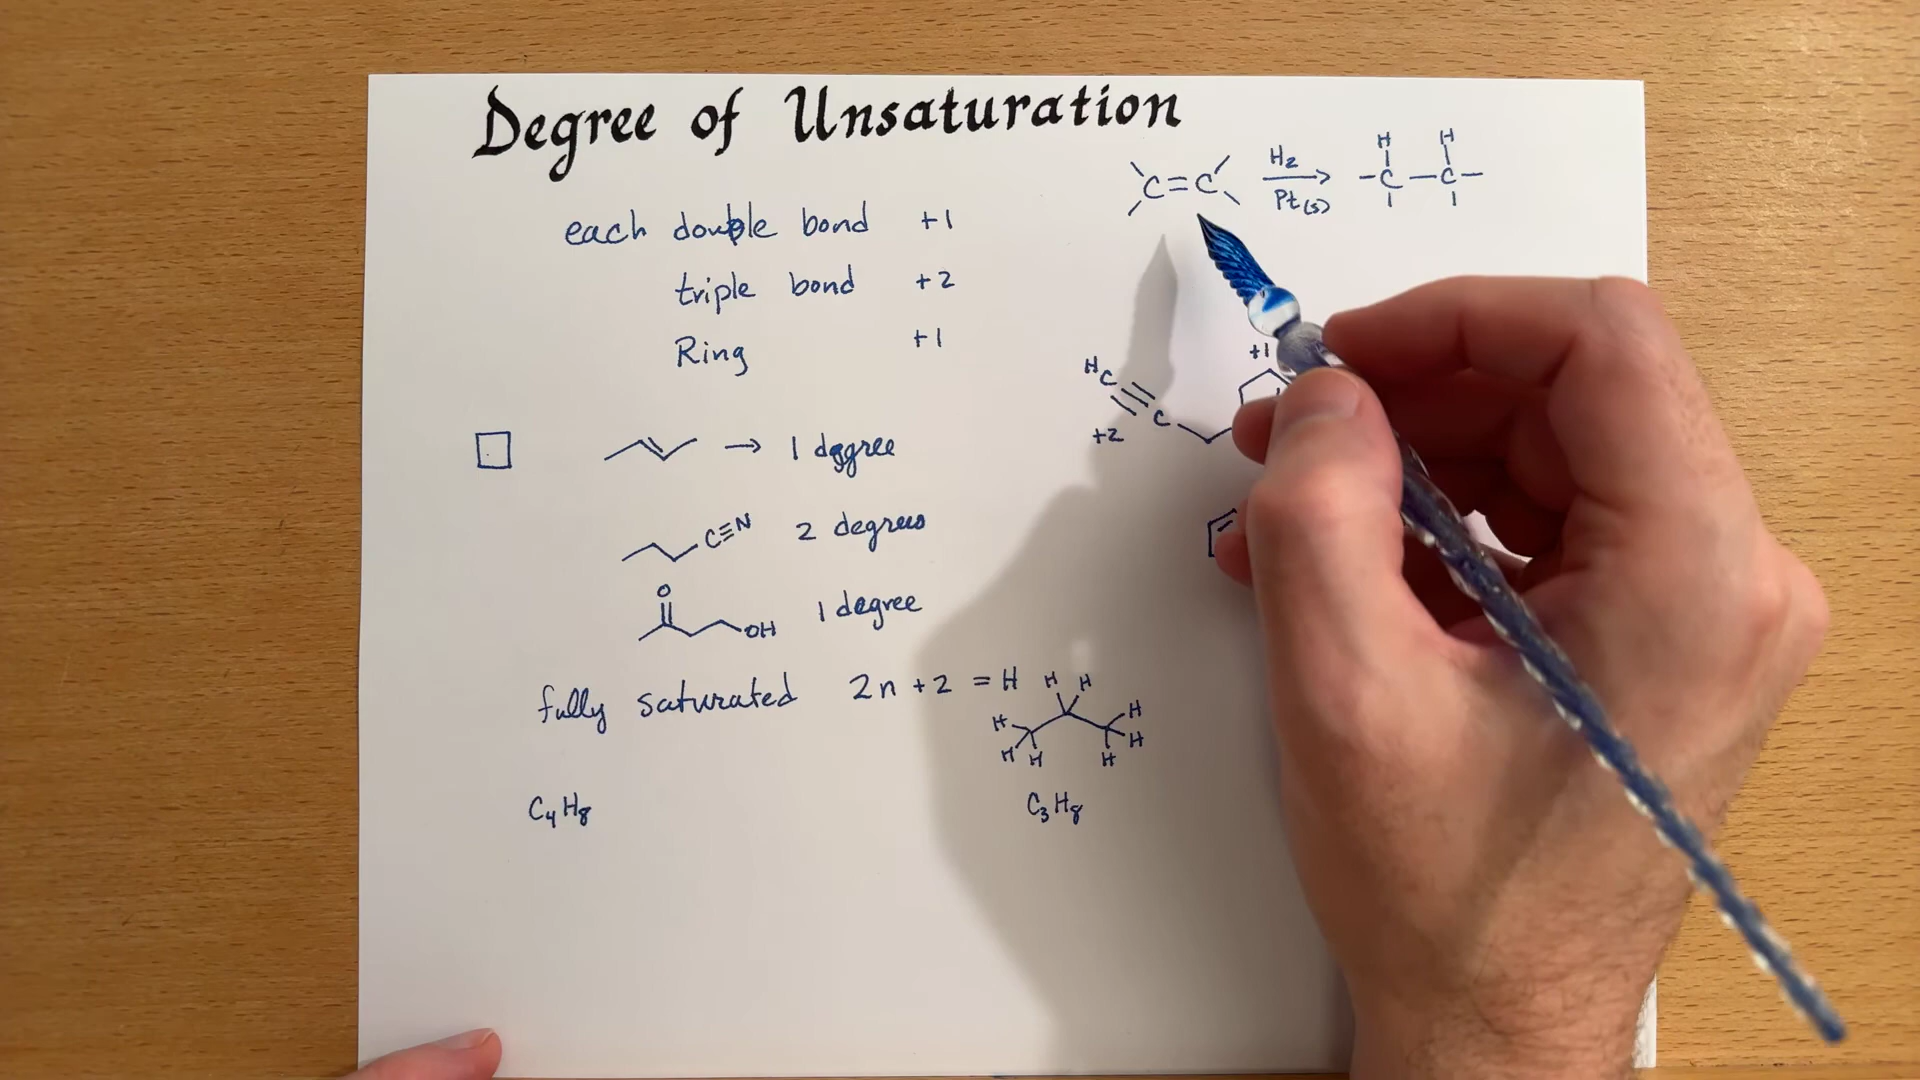 Degree of Unsaturation
each double bond +1
triple bond +2
Ring +1
C=C H2 Pt(s) → H H C—C
HC≡C +2 +1
→ 1 degree
C≡N 2 degrees
O OH 1 degree
fully saturated 2n+2 = H
H H H H H H H H
C4H8 C3H8